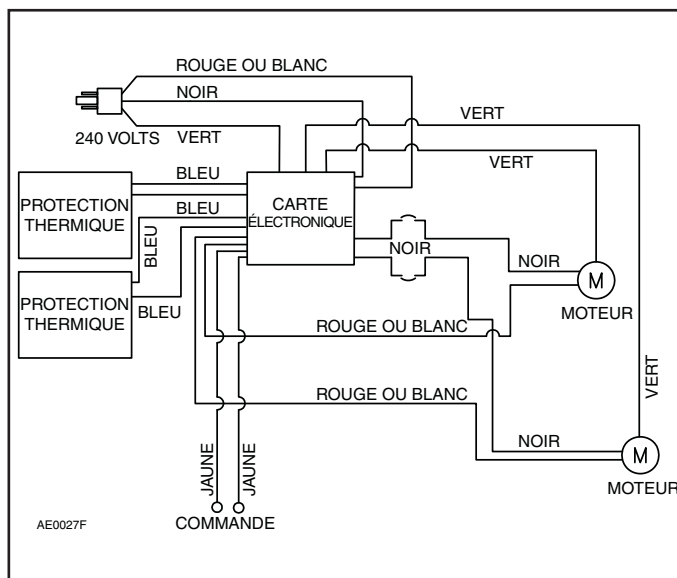 ROUGE OU BLANC
NOIR
240 VOLTS
VERT
VERT
VERT
BLEU
PROTECTION
THERMIQUE
BLEU
CARTE
ÉLECTRONIQUE
BLEU
NOIR
NOIR
M
MOTEUR
PROTECTION
THERMIQUE
BLEU
ROUGE OU BLANC
VERT
ROUGE OU BLANC
NOIR
M
MOTEUR
JAUNE
JAUNE
AE0027F
COMMANDE